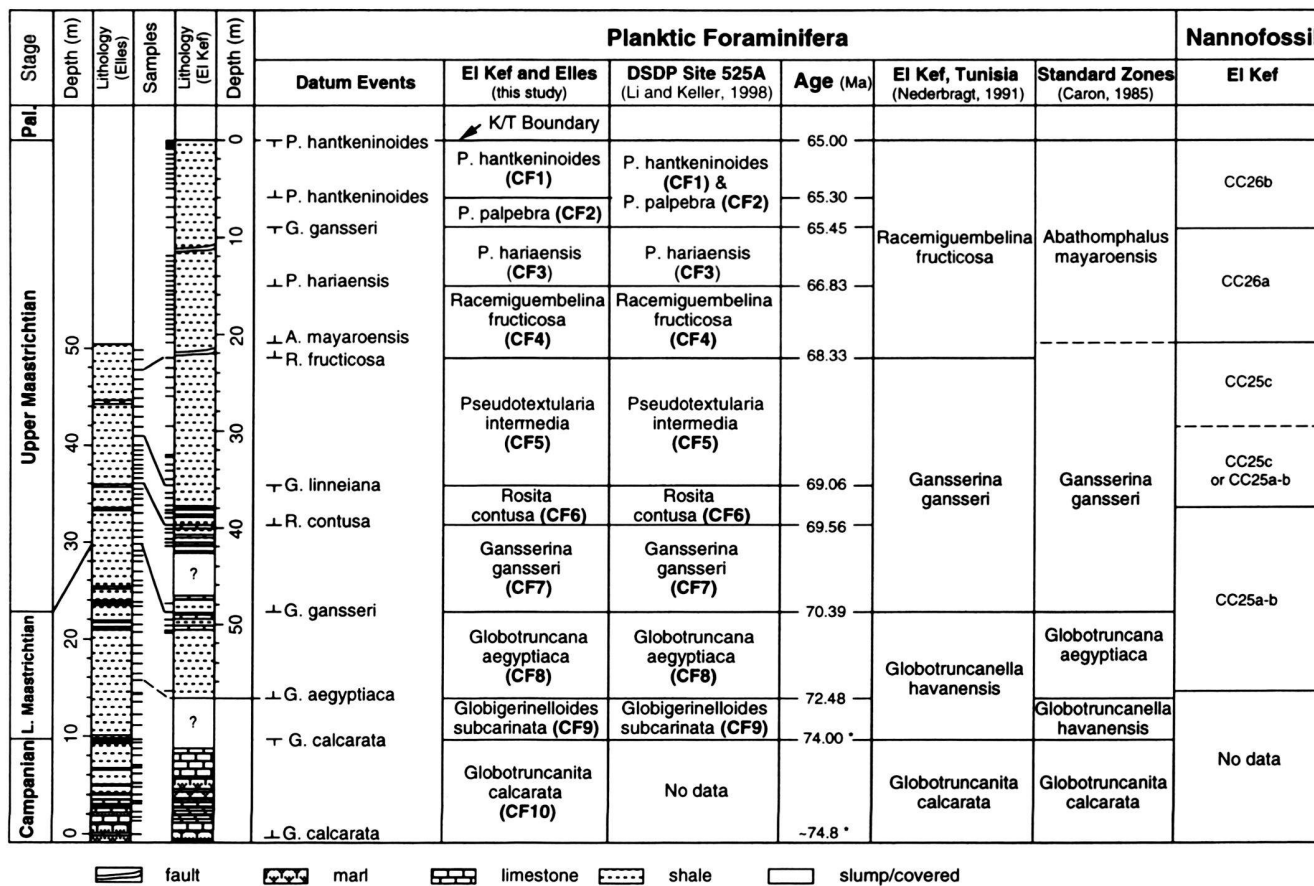 Stage
Depth (m)
Lithology
(Elles)
Samples
Lithology
(El Kef)
Depth (m)
Planktic Foraminifera
Nannofossil
Datum Events
El Kef and Elles
(this study)
DSDP Site 525A
(Li and Keller, 1998)
Age (Ma)
El Kef, Tunisia
(Nederbragt, 1991)
Standard Zones
(Caron, 1985)
El Kef
Pal.
Upper Maastrichtian
L. Maastrichtian
Campanian
50
40
30
20
10
0
?
?
0
10
20
30
40
50
P. hantkeninoides
P. hantkeninoides
G. gansseri
P. hariaensis
A. mayaroensis
R. fructicosa
G. linneiana
R. contusa
G. gansseri
G. aegyptiaca
G. calcarata
G. calcarata
K/T Boundary
P. hantkeninoides
(CF1)
P. palpebra (CF2)
P. hariaensis
(CF3)
Racemiguembelina
fructicosa
(CF4)
Pseudotextularia
intermedia
(CF5)
Rosita
contusa (CF6)
Gansserina
gansseri
(CF7)
Globotruncana
aegyptiaca
(CF8)
Globigerinelloides
subcarinata (CF9)
Globotruncanita
calcarata
(CF10)
P. hantkeninoides
(CF1) &
P. palpebra (CF2)
P. hariaensis
(CF3)
Racemiguembelina
fructicosa
(CF4)
Pseudotextularia
intermedia
(CF5)
Rosita
contusa (CF6)
Gansserina
gansseri
(CF7)
Globotruncana
aegyptiaca
(CF8)
Globigerinelloides
subcarinata (CF9)
No data
65.00
65.30
65.45
66.83
68.33
69.06
69.56
70.39
72.48
74.00 *
~74.8 *
Racemiguembelina
fructicosa
Gansserina
gansseri
Globotruncanella
havanensis
Globotruncanita
calcarata
Abathomphalus
mayaroensis
Gansserina
gansseri
Globotruncana
aegyptiaca
Globotruncanella
havanensis
Globotruncanita
calcarata
CC26b
CC26a
CC25c
CC25c
or CC25a-b
CC25a-b
No data
fault
marl
limestone
shale
slump/covered